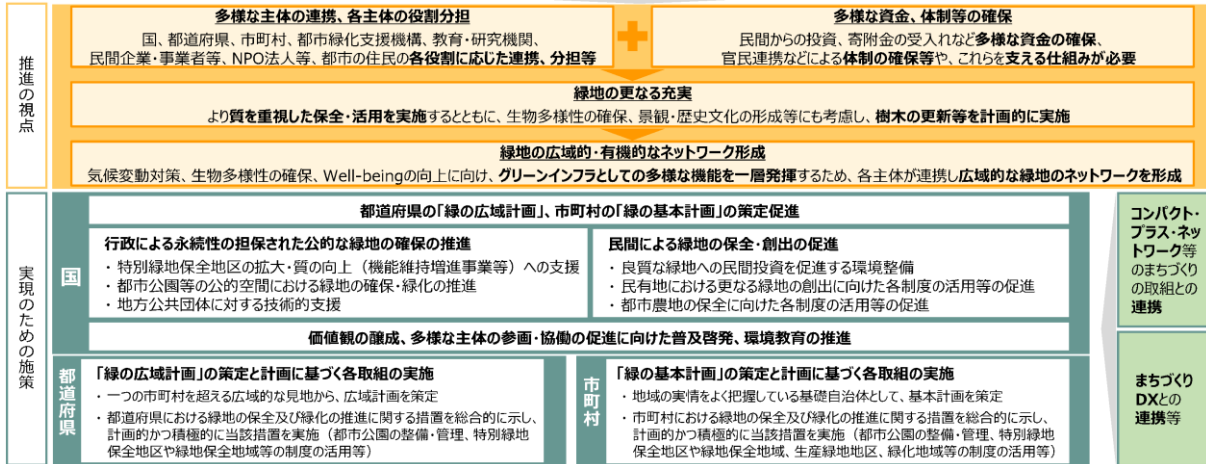 推進の視点
多様な主体の連携、各主体の役割分担
国、都道府県、市町村、都市緑化支援機構、教育・研究機関、
民間企業・事業者等、NPO法人等、都市の住民の各役割に応じた連携、分担等
多様な資金、体制等の確保
民間からの投資、寄附金の受入れなど多様な資金の確保、
官民連携などによる体制の確保等や、これらを支える仕組みが必要
緑地の更なる充実
より質を重視した保全・活用を実施するとともに、生物多様性の確保、景観・歴史文化の形成等にも考慮し、樹木の更新等を計画的に実施
緑地の広域的・有機的なネットワーク形成
気候変動対策、生物多様性の確保、Well-beingの向上に向け、グリーンインフラとしての多様な機能を一層発揮するため、各主体が連携し広域的な緑地のネットワークを形成
実現のための施策
国
都道府県の「緑の広域計画」、市町村の「緑の基本計画」の策定促進
行政による永続性の担保された公的な緑地の確保の推進
・特別緑地保全地区の拡大・質の向上(機能維持増進事業等)への支援
・都市公園等の公的空間における緑地の確保・緑化の推進
・地方公共団体に対する技術的支援
民間による緑地の保全・創出の促進
・良質な緑地への民間投資を促進する環境整備
・民有地における更なる緑地の創出に向けた各制度の活用等の促進
・都市農地の保全に向けた各制度の活用等の促進
価値観の醸成、多様な主体の参画・協働の促進に向けた普及啓発、環境教育の推進
都道府県
「緑の広域計画」の策定と計画に基づく各取組の実施
・一つの市町村を超える広域的な見地から、広域計画を策定
・都道府県における緑地の保全及び緑化の推進に関する措置を総合的に示し、
計画的かつ積極的に当該措置を実施(都市公園の整備・管理、特別緑地
保全地区や緑地保全地域等の制度の活用等)
市町村
「緑の基本計画」の策定と計画に基づく各取組の実施
・地域の実情をよく把握している基礎自治体として、基本計画を策定
・市町村における緑地の保全及び緑化の推進に関する措置を総合的に示し、
計画的かつ積極的に当該措置を実施(都市公園の整備・管理、特別緑地
保全地区や緑地保全地域、生産緑地地区、緑化地域等の制度の活用等)
コンパクト・
プラス・ネッ
トワーク等
のまちづくり
の取組との
連携
まちづくり
DXとの
連携等